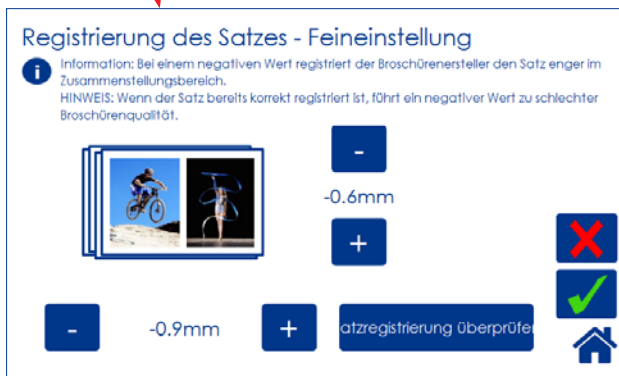 Registrierung des Satzes - Feineinstellung
i Information: Bei einem negativen Wert registriert der Broschürenersteller den Satz enger im
Zusammenstellungsbereich.
HINWEIS: Wenn der Satz bereits korrekt registriert ist, führt ein negativer Wert zu schlechter
Broschürenqualität.
-
-0.6mm
+
- -0.9mm + atzregistrierung überprüfe